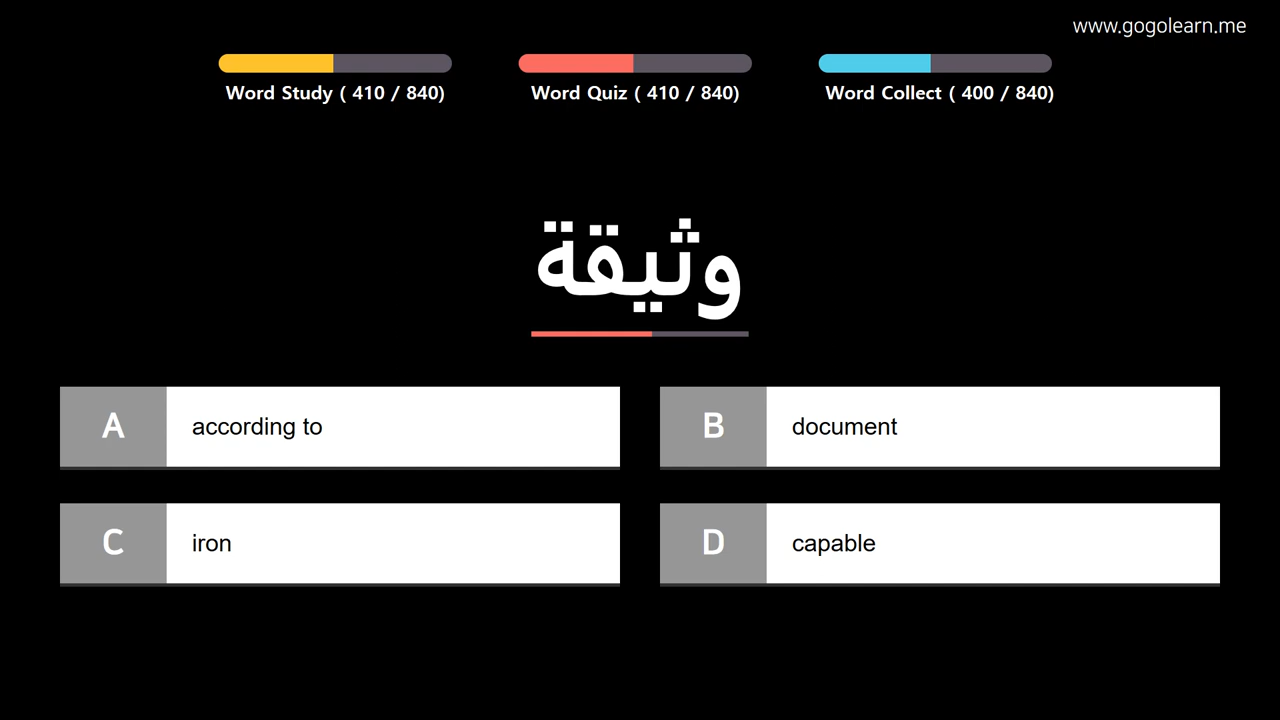 www.gogolearn.me
Word Study ( 410 / 840)
Word Quiz ( 410 / 840)
Word Collect ( 400 / 840)
وثيقة
A according to
B document
C iron
D capable